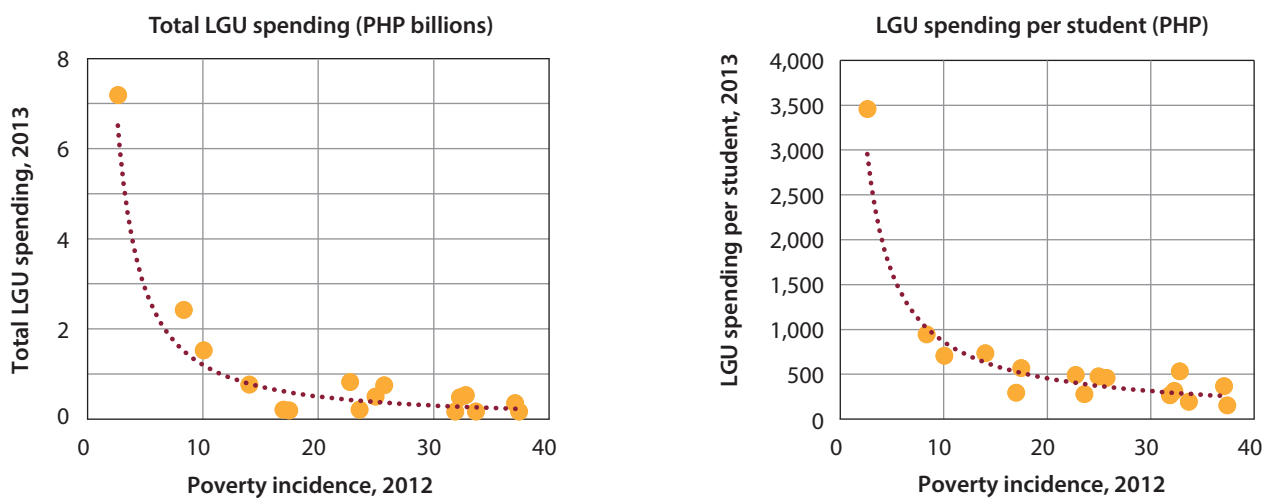 Total LGU spending (PHP billions)
Total LGU spending, 2013
8
6
4
2
0
0 10 20 30 40
Poverty incidence, 2012
LGU spending per student (PHP)
LGU spending per student, 2013
4,000
3,500
3,000
2,500
2,000
1,500
1,000
500
0
0 10 20 30 40
Poverty incidence, 2012